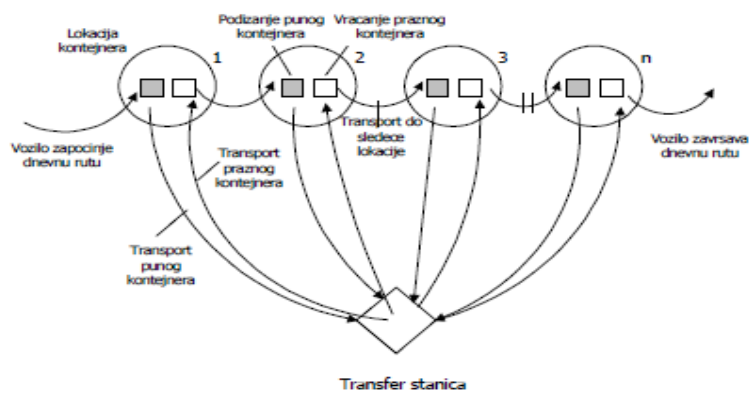 Lokacija
kontejnera
Podizanje punog
kontejnera
Vracanje praznog
kontejnera
1
2
3
n
Vozilo zapocinje
dnevnu rutu
Transport
praznog
kontejnera
Transport do
sledece
lokacije
Vozilo zavrsava
dnevnu rutu
Transport
punog
kontejnera
Transfer stanica